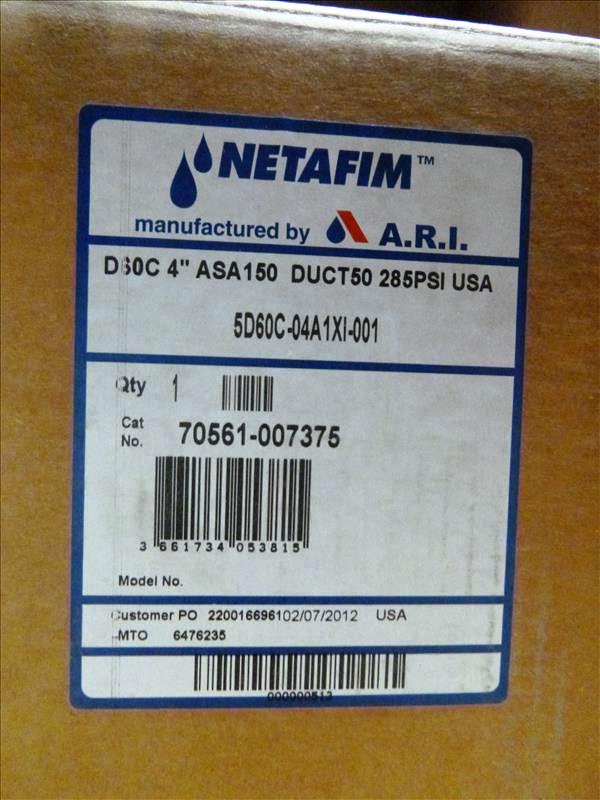 NETAFIM™
manufactured by A.R.I.
D60C 4" ASA150 DUCT50 285PSI USA
5D60C-04A1XI-001
Qty 1
Cat
No. 70561-007375
3 661734 053815
Model No.
Customer PO 220016696102/07/2012 USA
MTO 6476235
000000513